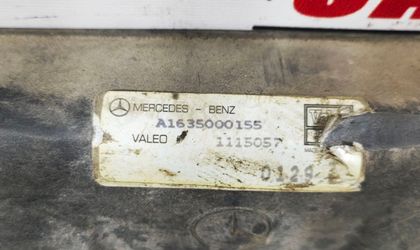 MERCEDES - BENZ
A1635000155
VALEO 1115057
0129